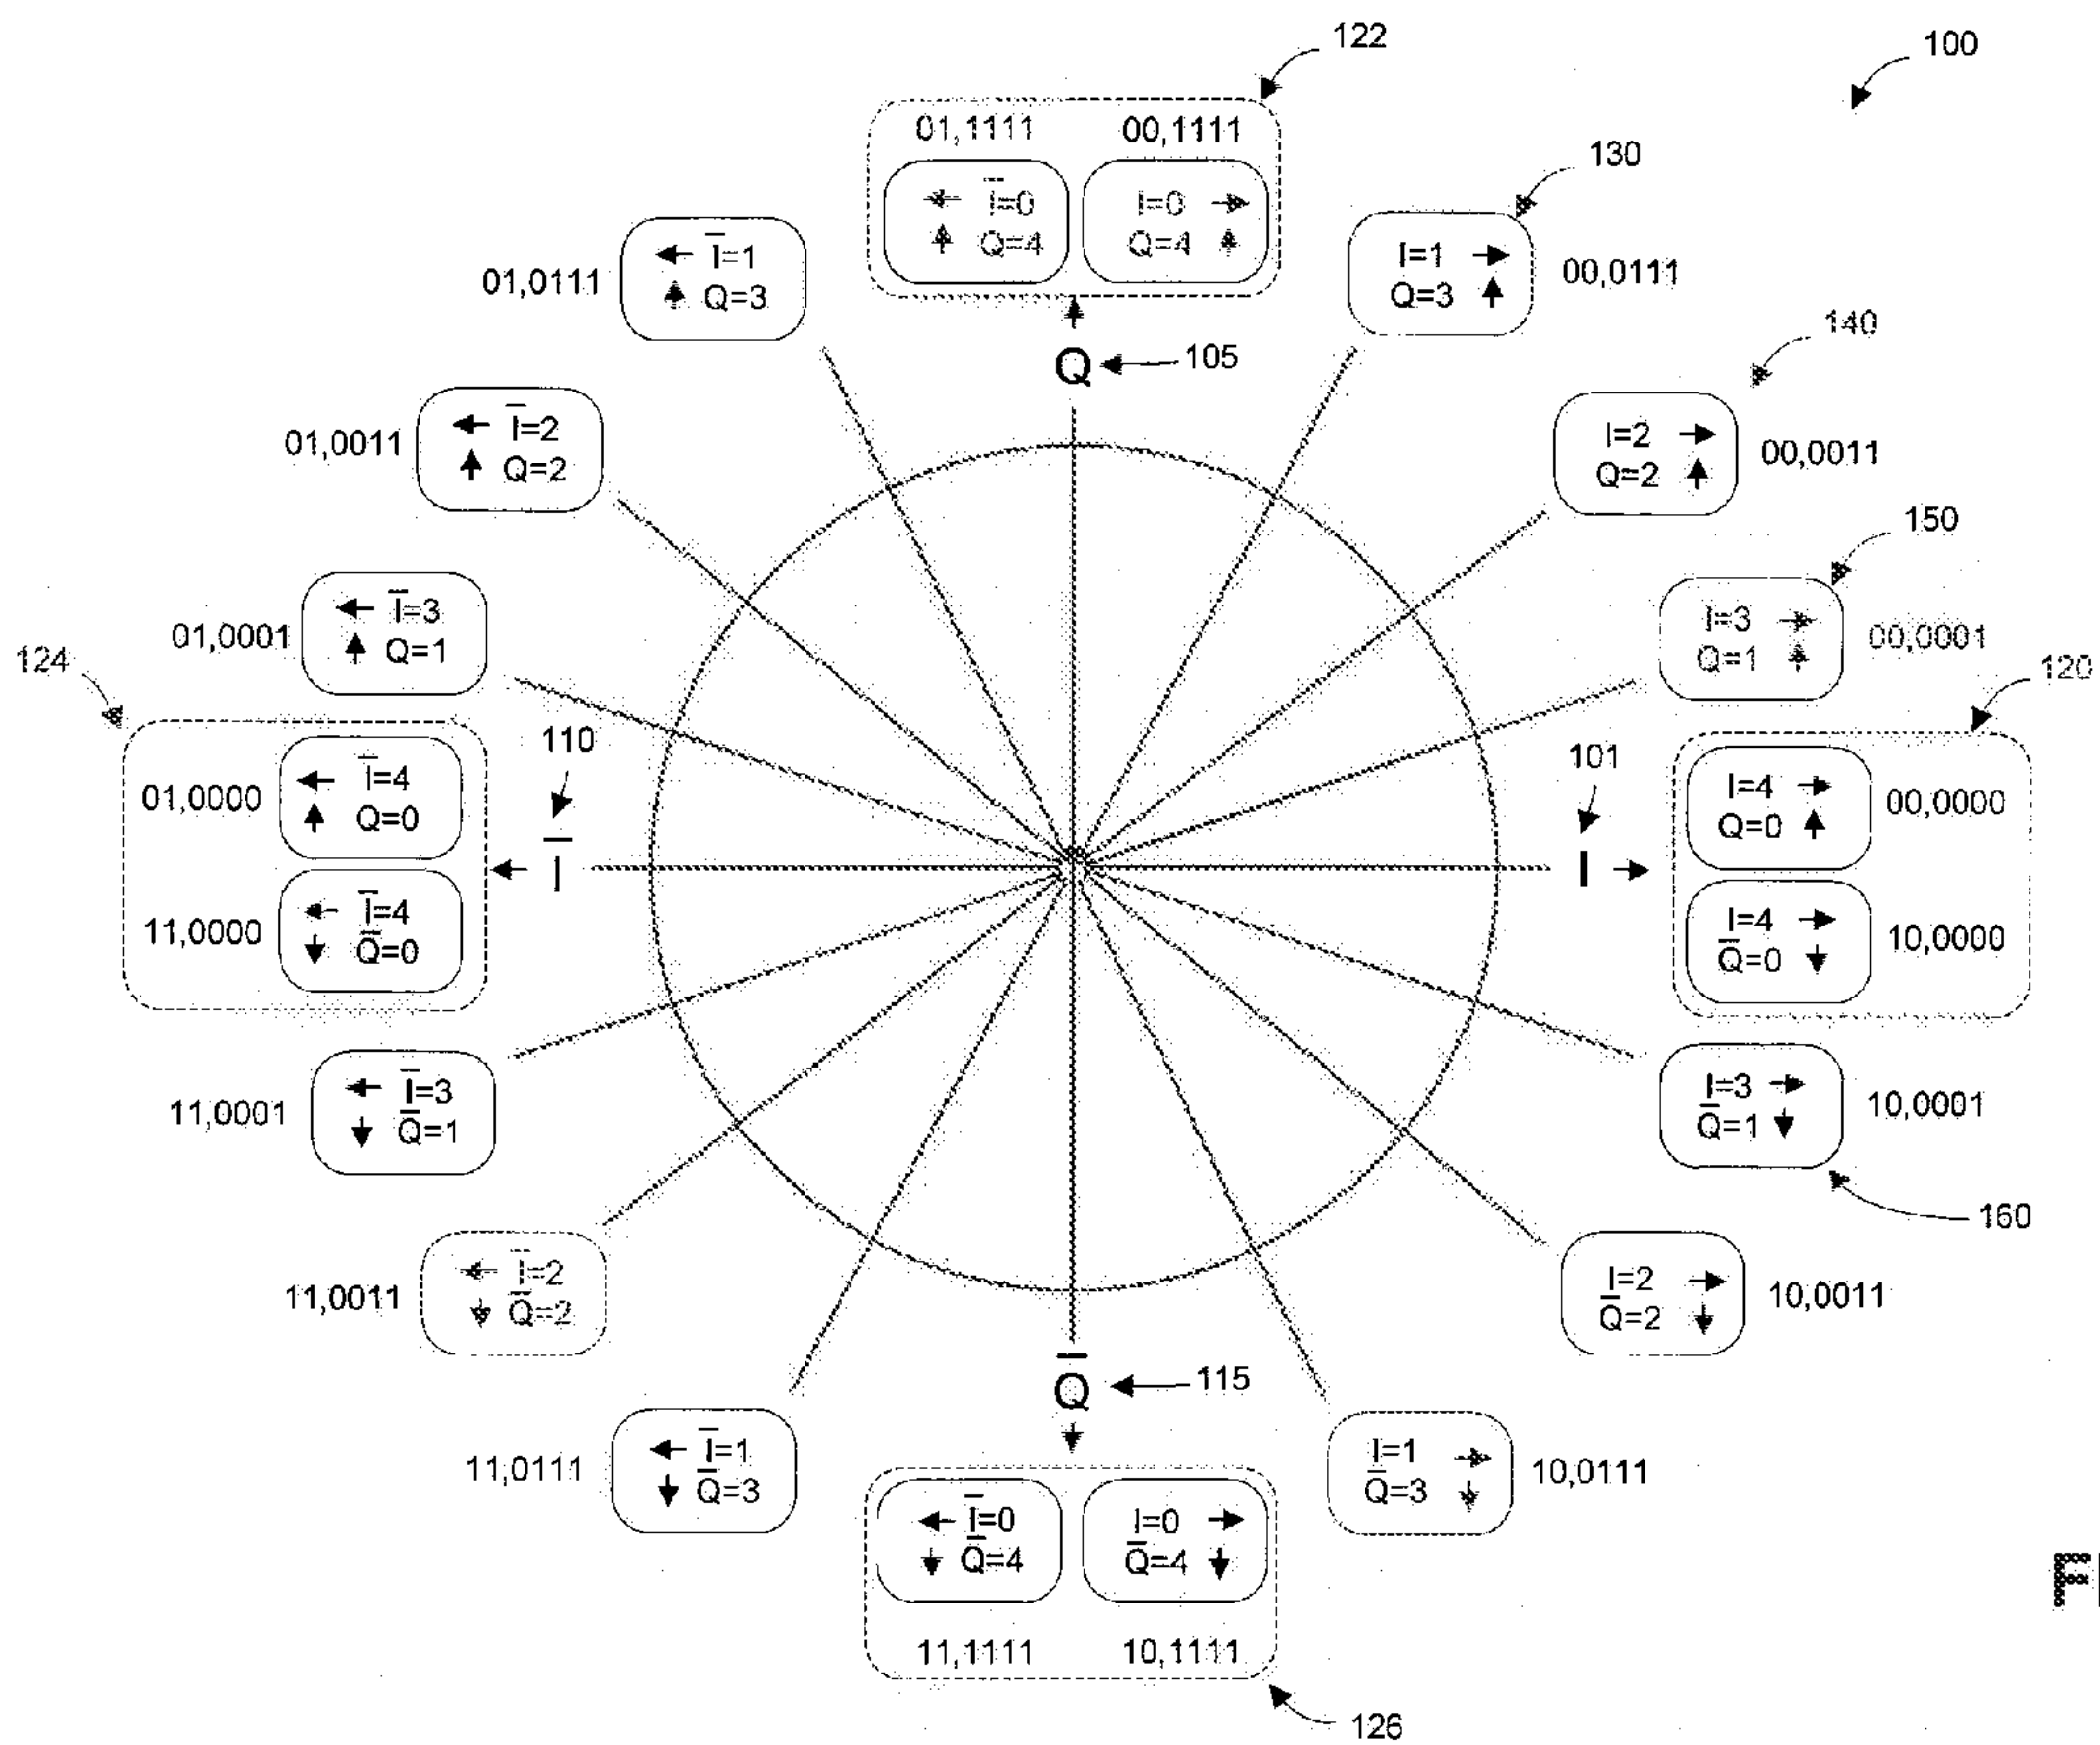 122
100
01,1111 00,1111
130
I̅=0
Q=4
I=0
Q=4
I̅=1
Q=3
01,0111
I=1
Q=3
00,0111
140
Q
105
I̅=2
Q=2
01,0011
I=2
Q=2
00,0011
150
I̅=3
Q=1
01,0001
I=3
Q=1
00,0001
124
120
110
101
01,0000
I̅=4
Q=0
I=4
Q=0
00,0000
I̅
I
11,0000
I̅=4
Q̅=0
I=4
Q̅=0
10,0000
11,0001
I̅=3
Q̅=1
I=3
Q̅=1
10,0001
160
11,0011
I̅=2
Q̅=2
I=2
Q̅=2
10,0011
Q̅
115
11,0111
I̅=1
Q̅=3
I=1
Q̅=3
10,0111
I̅=0
Q̅=4
I=0
Q̅=4
11,1111 10,1111
126